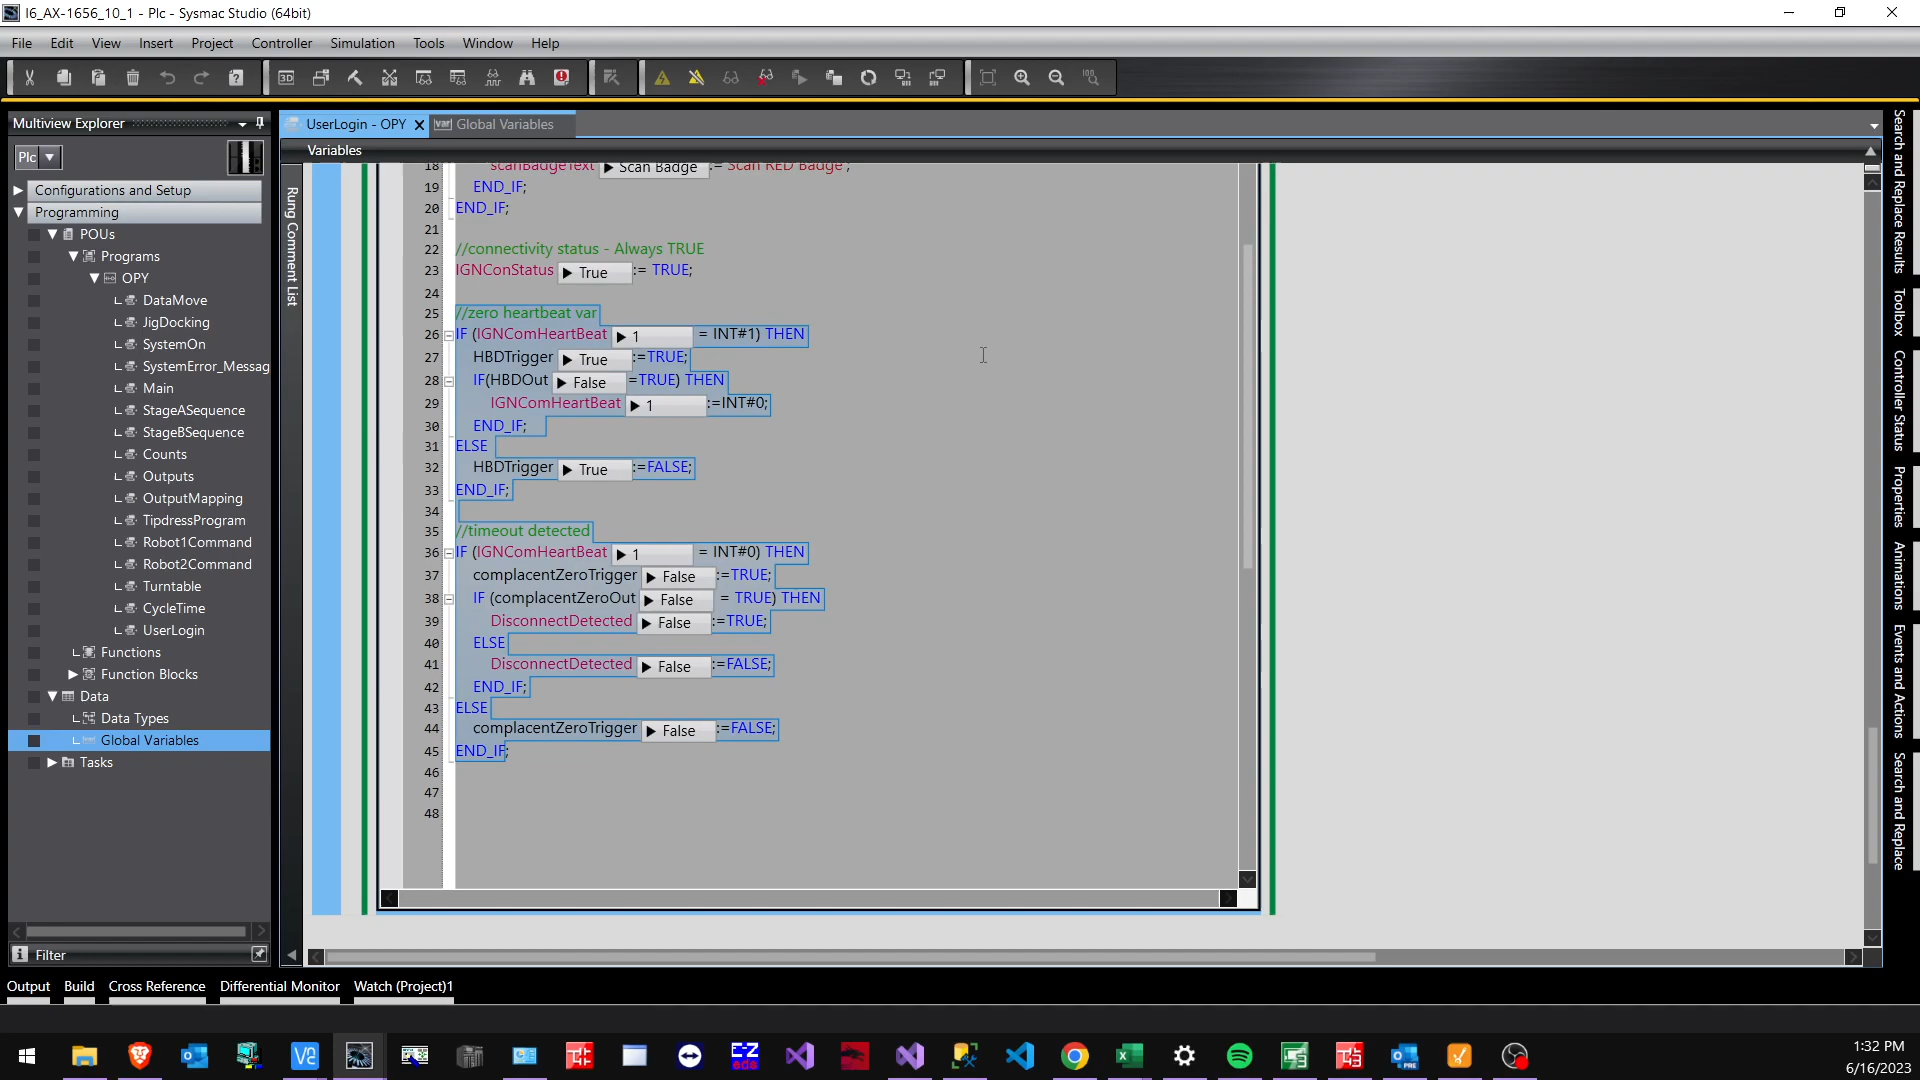 I6_AX-1656_10_1 - Plc - Sysmac Studio (64bit)
File Edit View Insert Project Controller Simulation Tools Window Help
Multiview Explorer
Plc
Configurations and Setup
Programming
POUs
Programs
OPY
DataMove
JigDocking
SystemOn
SystemError_Messag
Main
StageASequence
StageBSequence
Counts
Outputs
OutputMapping
TipdressProgram
Robot1Command
Robot2Command
Turntable
CycleTime
UserLogin
Functions
Function Blocks
Data
Data Types
Global Variables
Tasks
Filter
UserLogin - OPY
var Global Variables
Variables
Rung Comment List
18 scanBadgeText Scan Badge := 'Scan RED Badge';
19 END_IF;
20 END_IF;
21
22 //connectivity status - Always TRUE
23 IGNConStatus True := TRUE;
24
25 //zero heartbeat var
26 IF (IGNComHeartBeat 1 = INT#1) THEN
27 HBDTrigger True :=TRUE;
28 IF(HBDOut False =TRUE) THEN
29 IGNComHeartBeat 1 :=INT#0;
30 END_IF;
31 ELSE
32 HBDTrigger True :=FALSE;
33 END_IF;
34
35 //timeout detected
36 IF (IGNComHeartBeat 1 = INT#0) THEN
37 complacentZeroTrigger False :=TRUE;
38 IF (complacentZeroOut False = TRUE) THEN
39 DisconnectDetected False :=TRUE;
40 ELSE
41 DisconnectDetected False :=FALSE;
42 END_IF;
43 ELSE
44 complacentZeroTrigger False :=FALSE;
45 END_IF;
46
47
48
Search and Replace Results
Toolbox
Controller Status
Properties
Animations
Events and Actions
Search and Replace
Output Build Cross Reference Differential Monitor Watch (Project)1
1:32 PM
6/16/2023